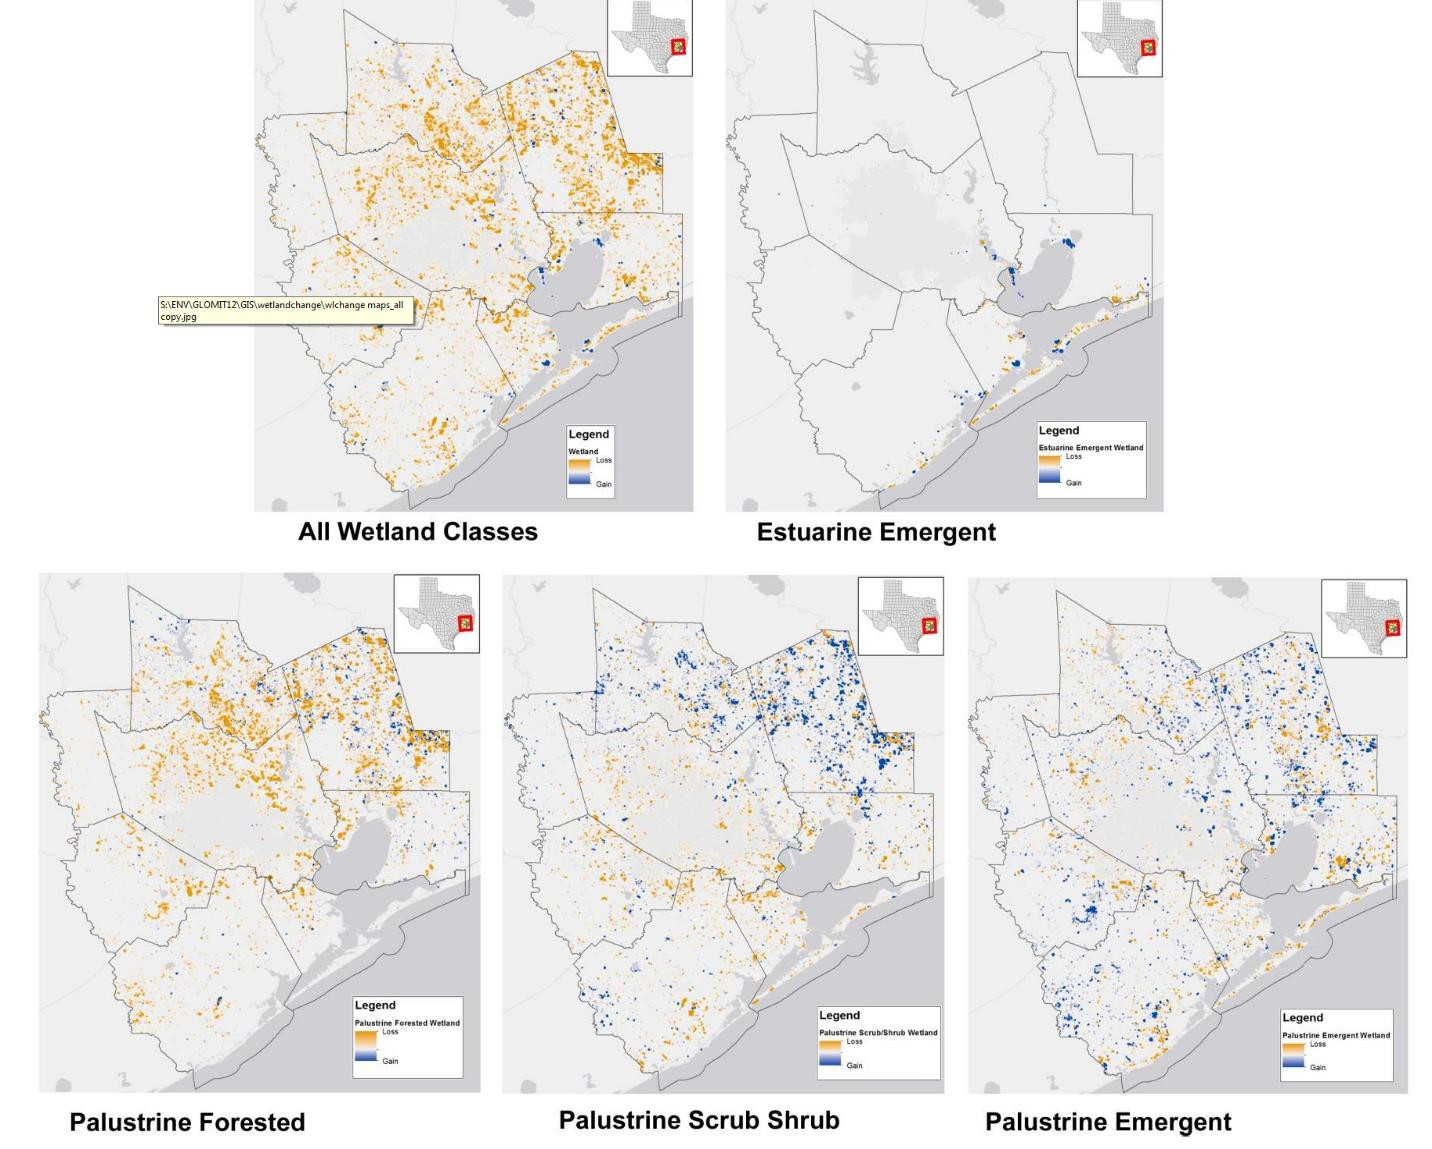 S:\ENV\GLOMIT12\GIS\wetlandchange\wlchange maps_all
copy.jpg
Legend
Wetland
Loss
Gain
Legend
Estuarine Emergent Wetland
Loss
Gain
All Wetland Classes
Estuarine Emergent
Legend
Palustrine Forested Wetland
Loss
Gain
Legend
Palustrine Scrub/Shrub Wetland
Loss
Gain
Legend
Palustrine Emergent Wetland
Loss
Gain
Palustrine Forested
Palustrine Scrub Shrub
Palustrine Emergent